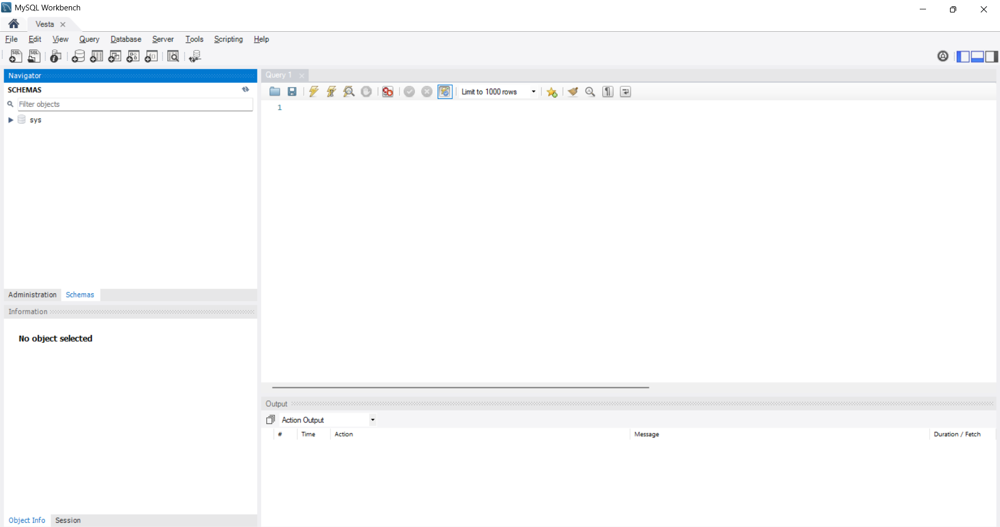 MySQL Workbench
Vesta
File Edit View Query Database Server Tools Scripting Help
SQL SQL
Navigator
SCHEMAS
Filter objects
sys
Administration Schemas
Information
No object selected
Object Info Session
Query 1
Limit to 1000 rows
1
Output
Action Output
# Time Action Message Duration / Fetch